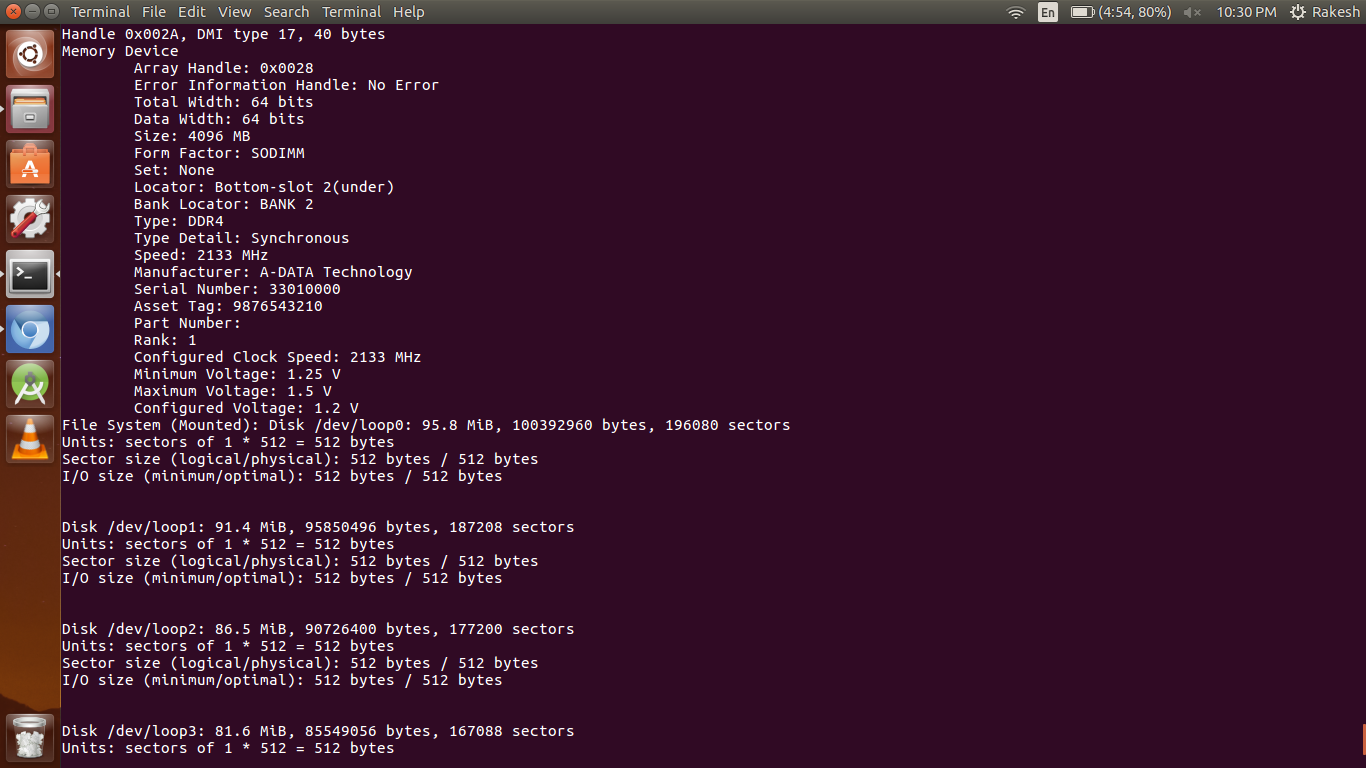 Terminal File Edit View Search Terminal Help En (4:54, 80%) 10:30 PM Rakesh
Handle 0x002A, DMI type 17, 40 bytes
Memory Device
Array Handle: 0x0028
Error Information Handle: No Error
Total Width: 64 bits
Data Width: 64 bits
Size: 4096 MB
Form Factor: SODIMM
Set: None
Locator: Bottom-slot 2(under)
Bank Locator: BANK 2
Type: DDR4
Type Detail: Synchronous
Speed: 2133 MHz
Manufacturer: A-DATA Technology
Serial Number: 33010000
Asset Tag: 9876543210
Part Number:
Rank: 1
Configured Clock Speed: 2133 MHz
Minimum Voltage: 1.25 V
Maximum Voltage: 1.5 V
Configured Voltage: 1.2 V
File System (Mounted): Disk /dev/loop0: 95.8 MiB, 100392960 bytes, 196080 sectors
Units: sectors of 1 * 512 = 512 bytes
Sector size (logical/physical): 512 bytes / 512 bytes
I/O size (minimum/optimal): 512 bytes / 512 bytes
Disk /dev/loop1: 91.4 MiB, 95850496 bytes, 187208 sectors
Units: sectors of 1 * 512 = 512 bytes
Sector size (logical/physical): 512 bytes / 512 bytes
I/O size (minimum/optimal): 512 bytes / 512 bytes
Disk /dev/loop2: 86.5 MiB, 90726400 bytes, 177200 sectors
Units: sectors of 1 * 512 = 512 bytes
Sector size (logical/physical): 512 bytes / 512 bytes
I/O size (minimum/optimal): 512 bytes / 512 bytes
Disk /dev/loop3: 81.6 MiB, 85549056 bytes, 167088 sectors
Units: sectors of 1 * 512 = 512 bytes